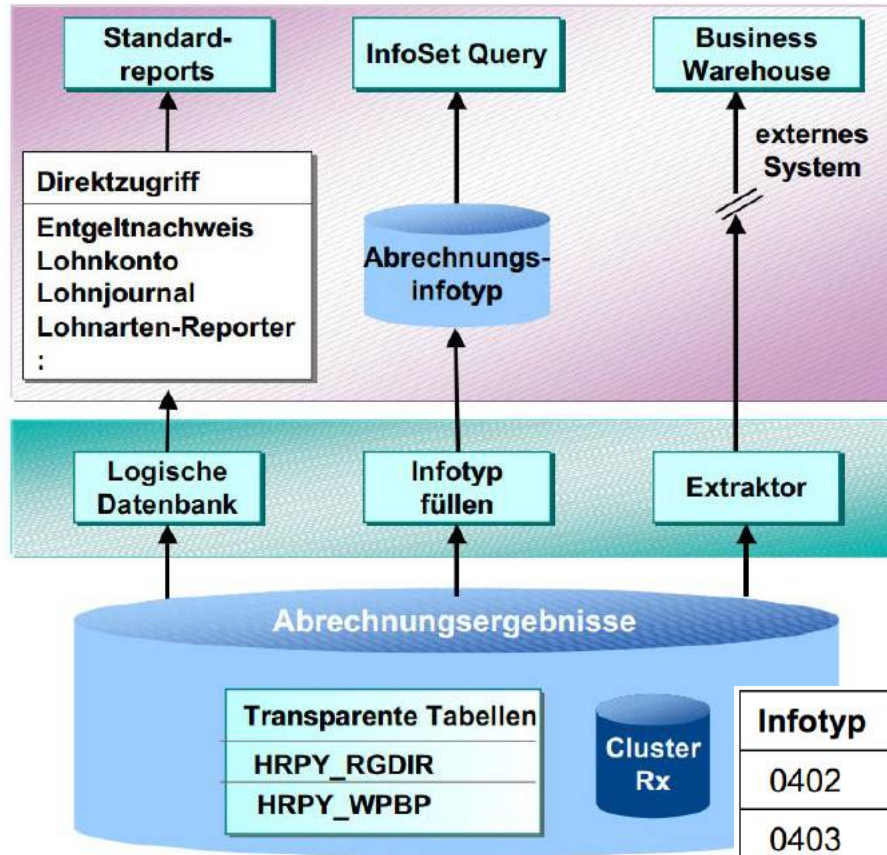 Standard-
reports
InfoSet Query
Business
Warehouse
externes
System
Direktzugriff
Entgeltnachweis
Lohnkonto
Lohnjournal
Lohnarten-Reporter
:
Abrechnungs-
infotyp
Logische
Datenbank
Infotyp
füllen
Extraktor
Abrechnungsergebnisse
Transparente Tabellen
HRPY_RGDIR
HRPY_WPBP
Cluster
Rx
Infotyp
0402
0403